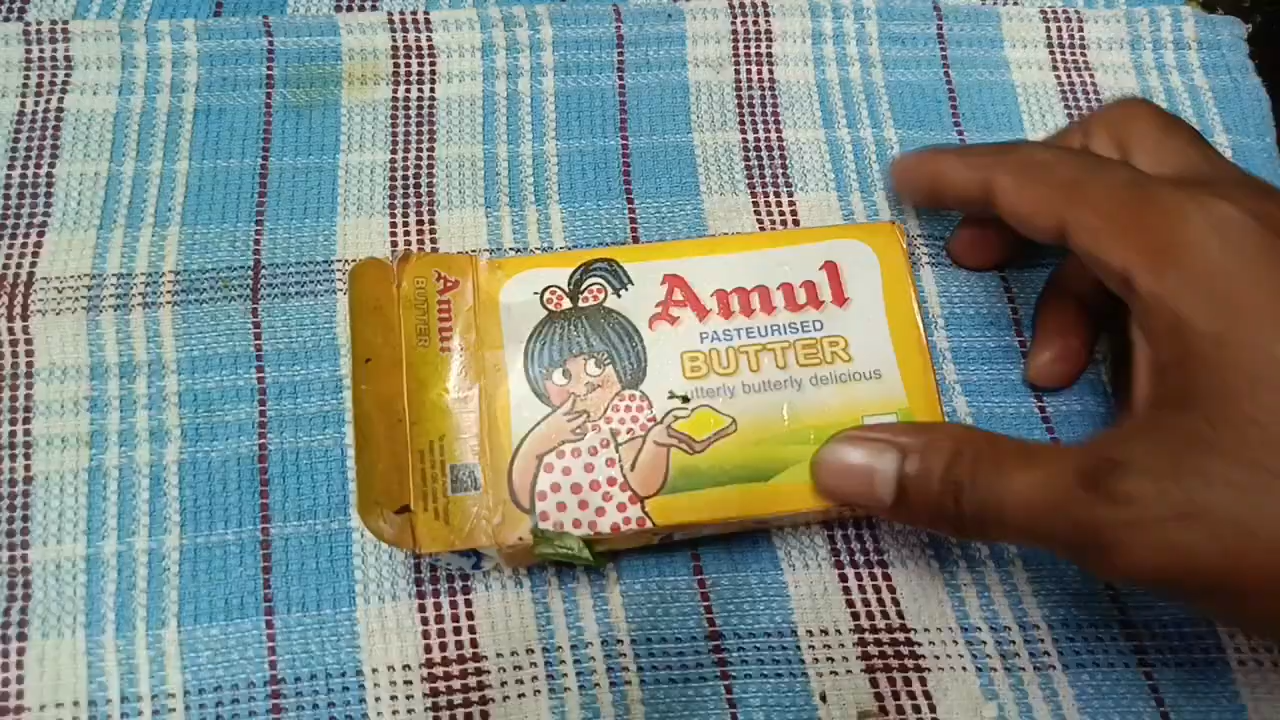 Amul
PASTEURISED
BUTTER
utterly butterly delicious
Amul
BUTTER